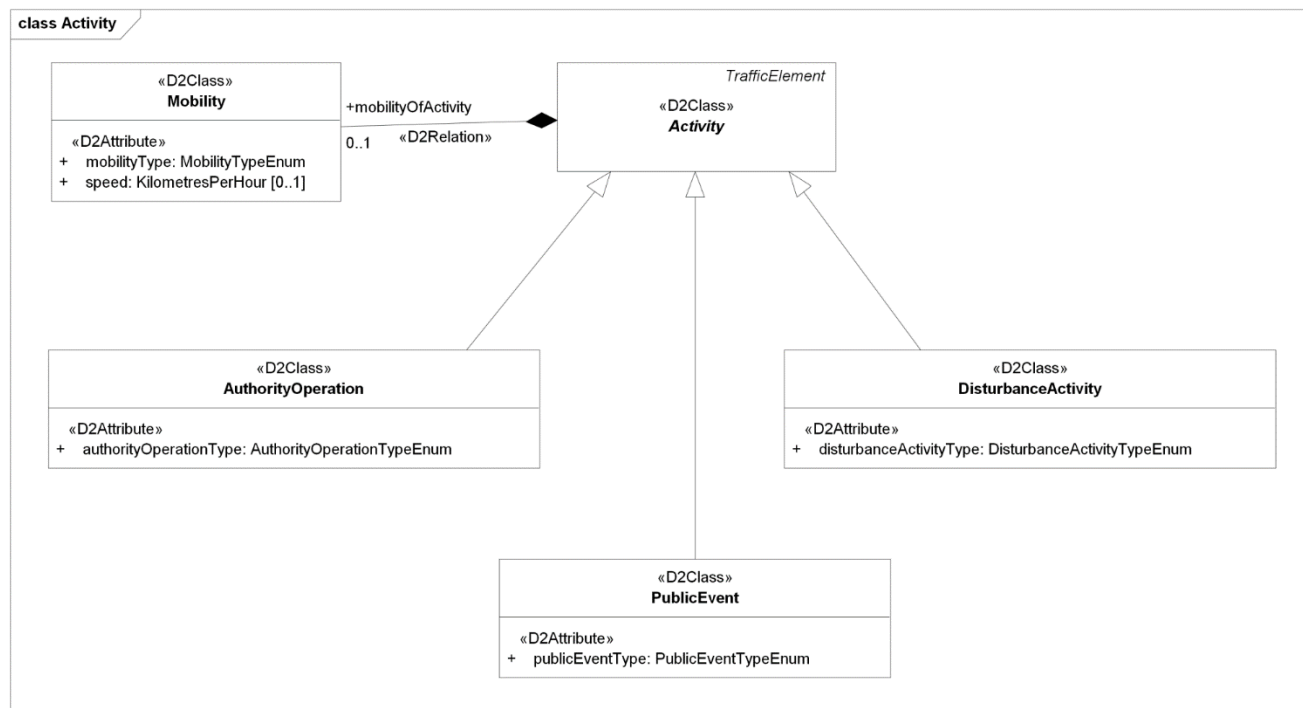 class Activity
«D2Class»
Mobility
«D2Attribute»
+ mobilityType: MobilityTypeEnum
+ speed: KilometresPerHour [0..1]
+mobilityOfActivity
0..1
«D2Relation»
TrafficElement
«D2Class»
Activity
«D2Class»
AuthorityOperation
«D2Attribute»
+ authorityOperationType: AuthorityOperationTypeEnum
«D2Class»
DisturbanceActivity
«D2Attribute»
+ disturbanceActivityType: DisturbanceActivityTypeEnum
«D2Class»
PublicEvent
«D2Attribute»
+ publicEventType: PublicEventTypeEnum